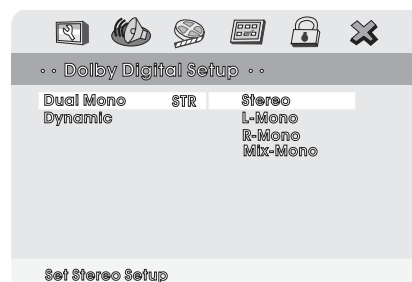 ·· Dolby Digital Setup ··
Dual Mono STR Stereo
Dynamic L-Mono
R-Mono
Mix-Mono
Set Stereo Setup